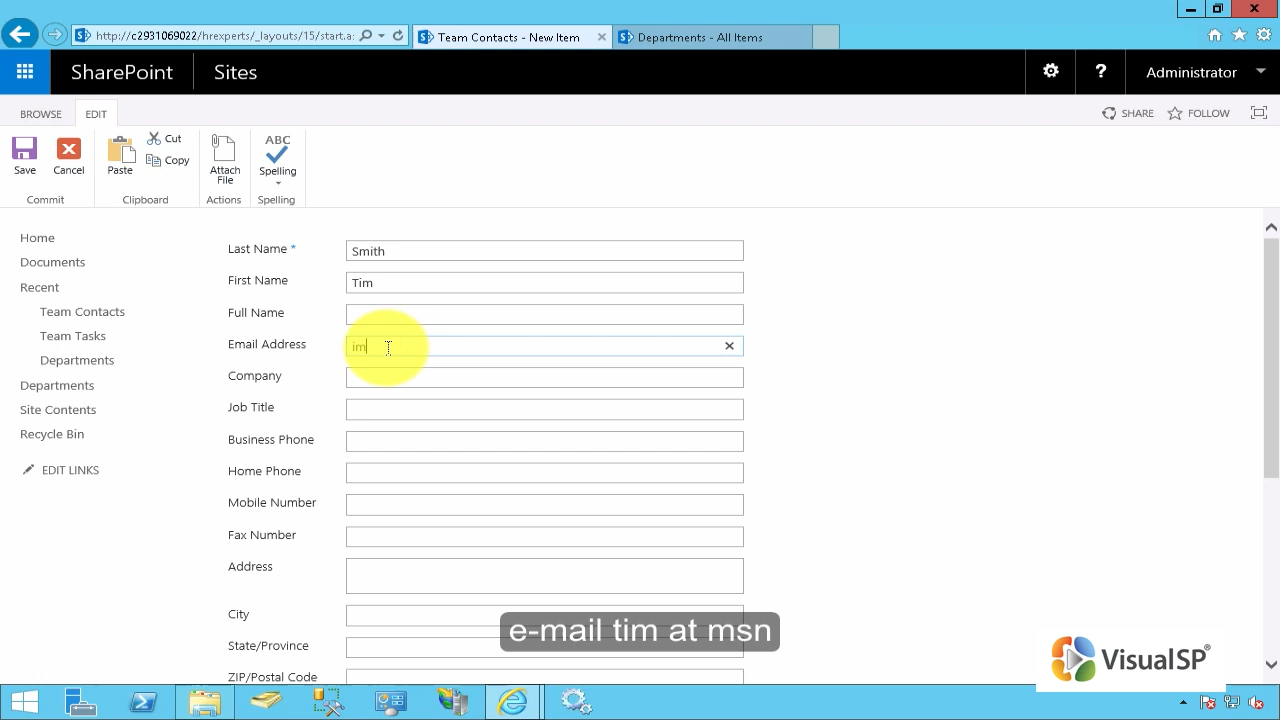 http://c2931069022/hrexperts/_layouts/15/start.a:
Team Contacts - New Item
Departments - All Items
SharePoint
Sites
Administrator
BROWSE
EDIT
SHARE
FOLLOW
Save
Cancel
Paste
Cut
Copy
Attach
File
ABC
Spelling
Commit
Clipboard
Actions
Spelling
Home
Documents
Recent
Team Contacts
Team Tasks
Departments
Departments
Site Contents
Recycle Bin
EDIT LINKS
Last Name *
Smith
First Name
Tim
Full Name
Email Address
im
Company
Job Title
Business Phone
Home Phone
Mobile Number
Fax Number
Address
City
State/Province
ZIP/Postal Code
e-mail tim at msn
VisualSP®